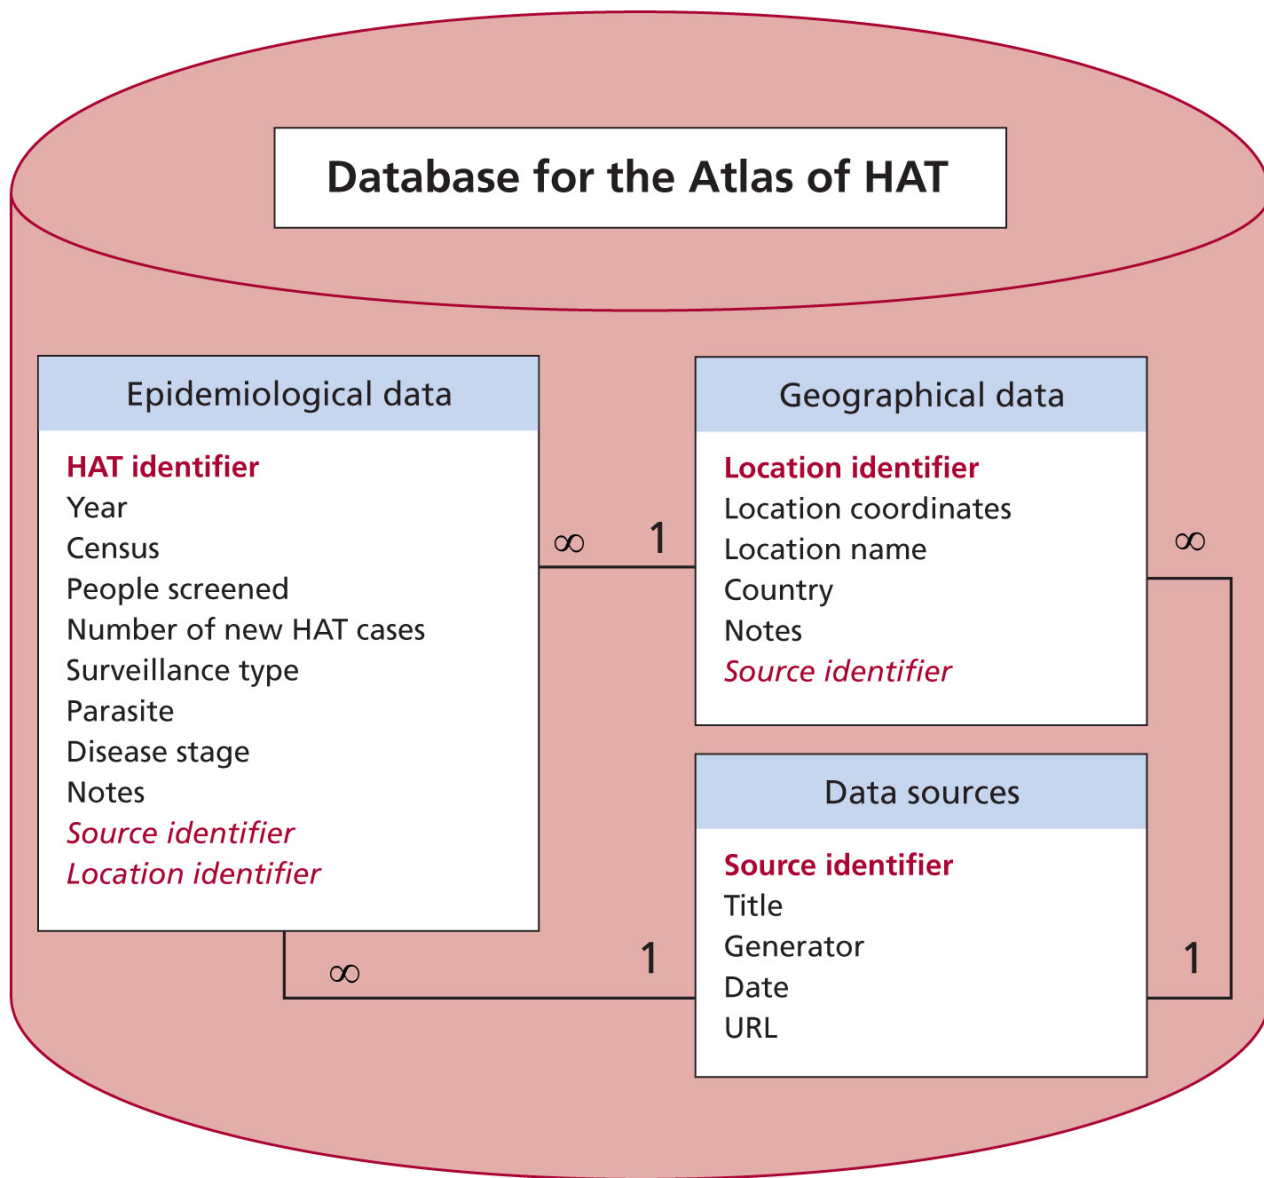 Database for the Atlas of HAT
Epidemiological data
HAT identifier
Year
Census
People screened
Number of new HAT cases
Surveillance type
Parasite
Disease stage
Notes
Source identifier
Location identifier
∞ 1
Geographical data
Location identifier
Location coordinates
Location name
Country
Notes
Source identifier
∞
Data sources
Source identifier
Title
Generator
Date
URL
∞ 1
1